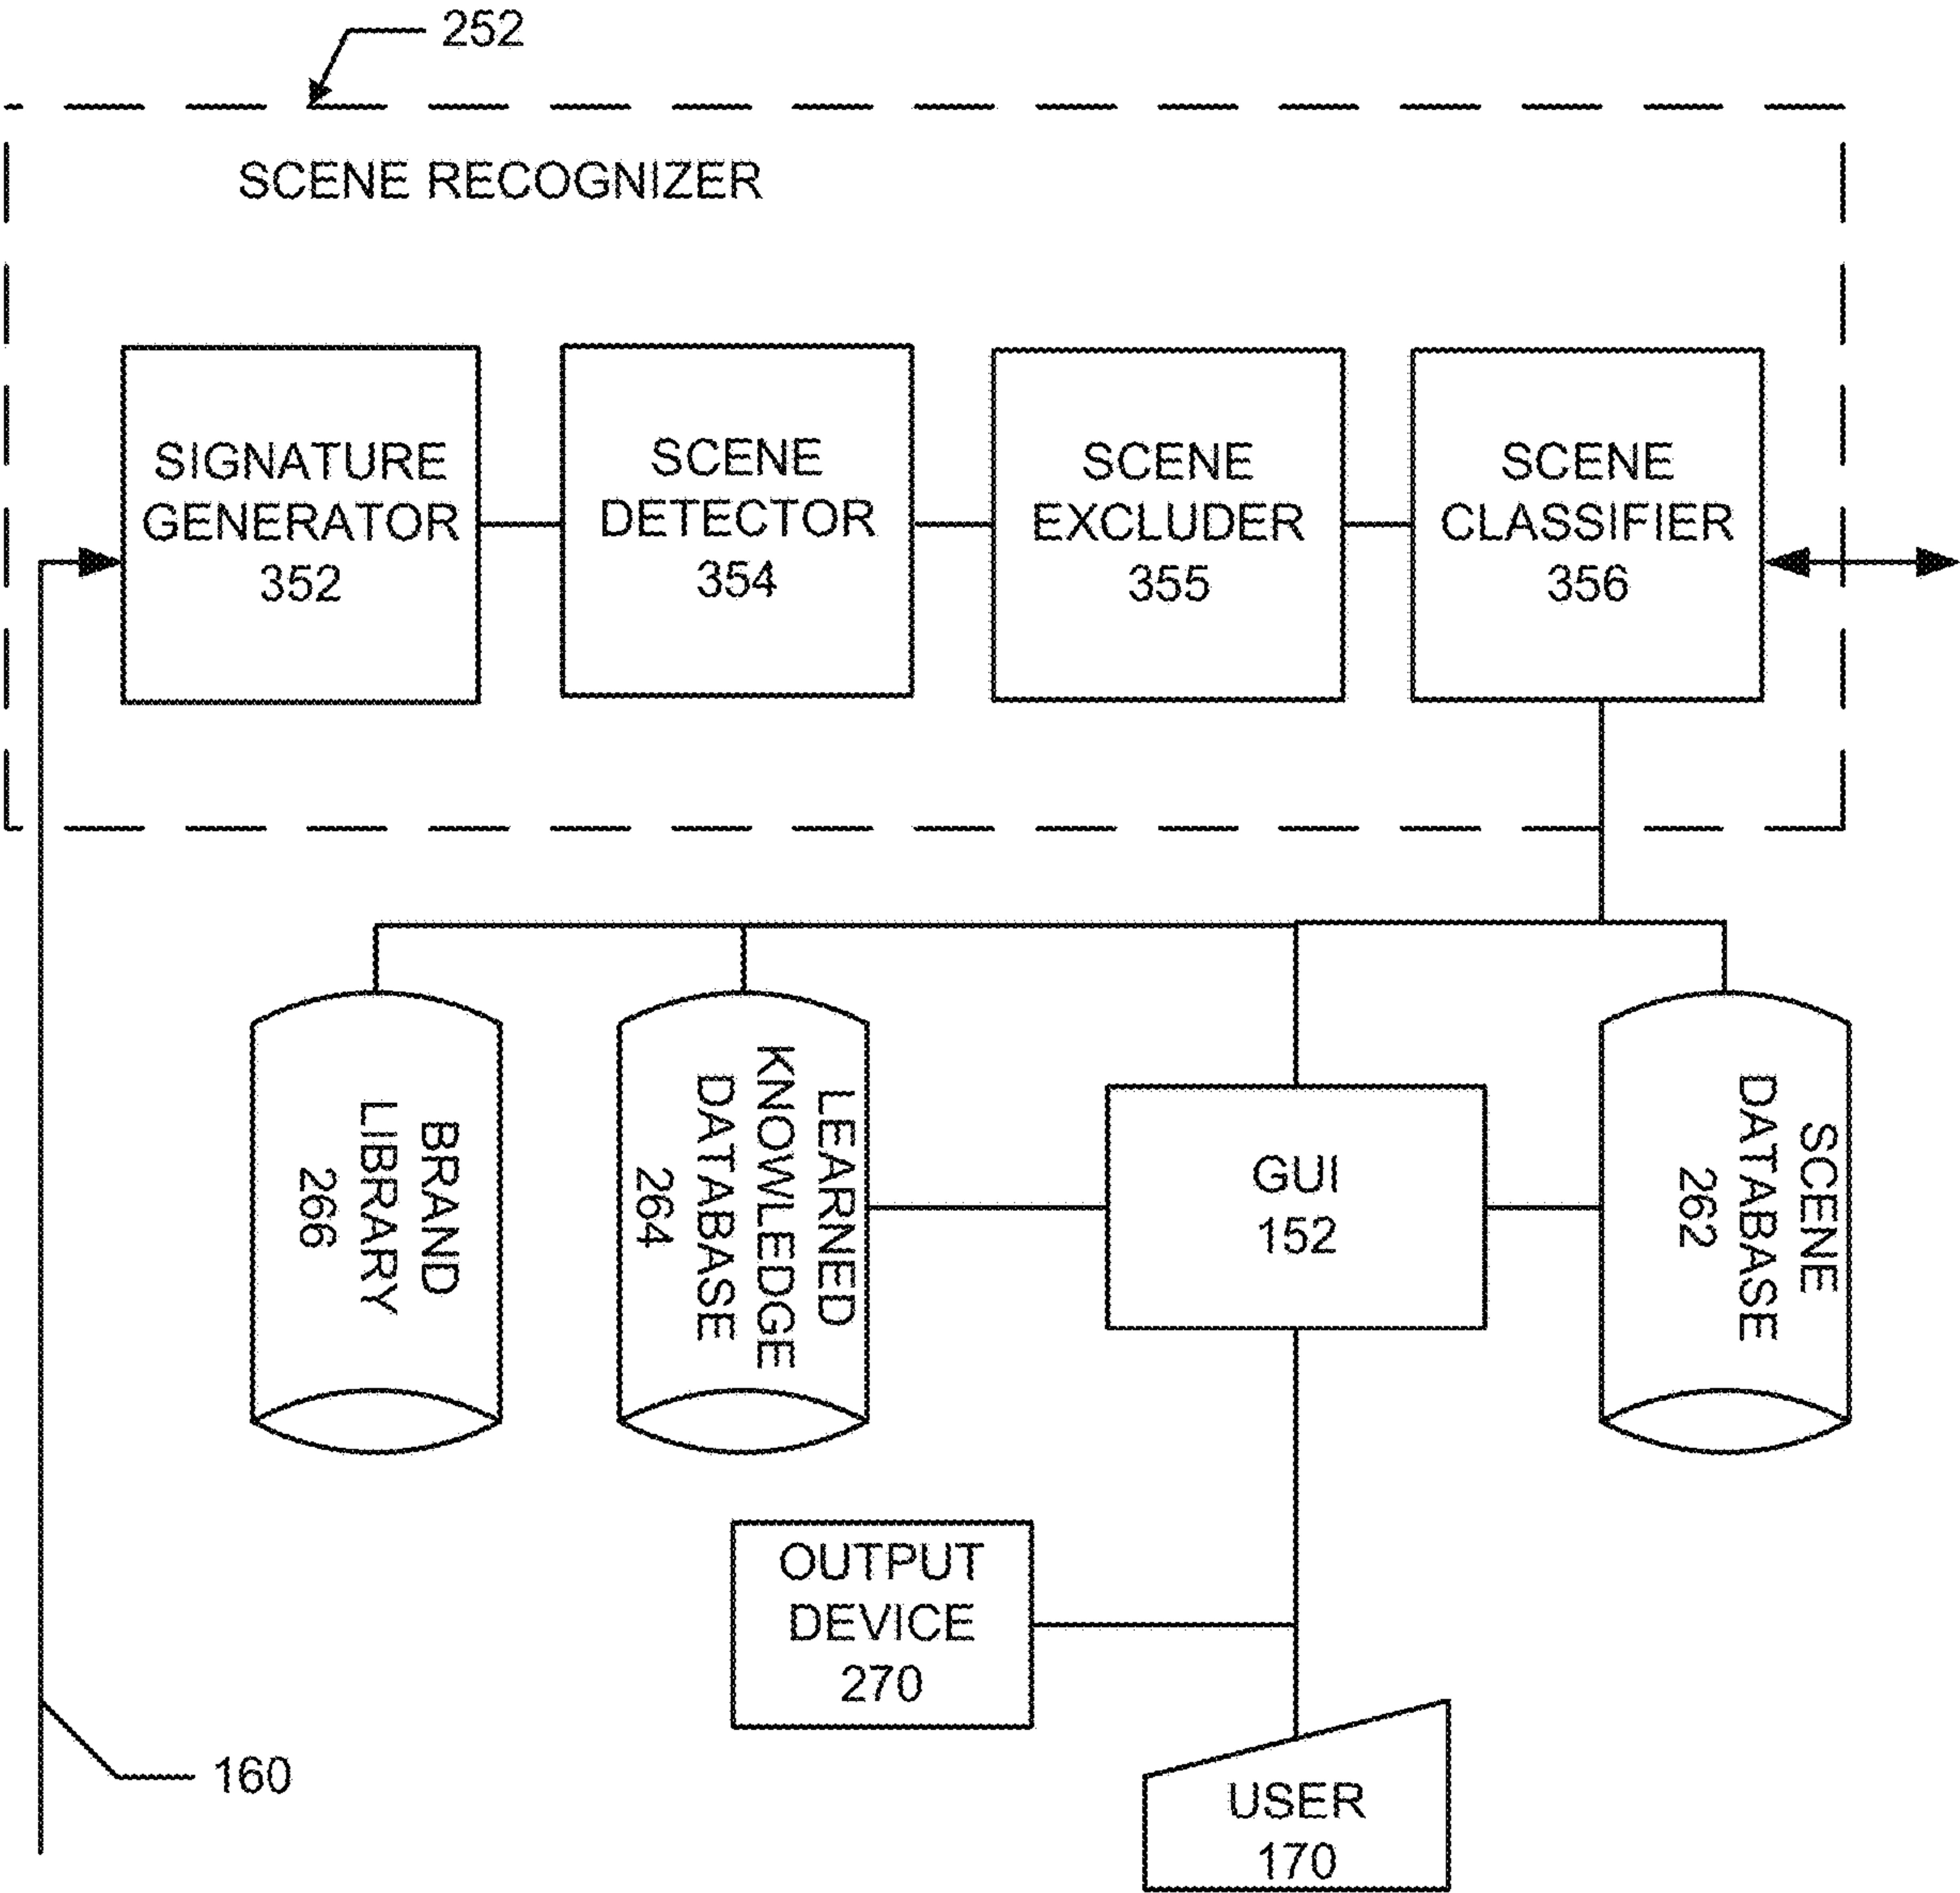 252
SCENE RECOGNIZER
SIGNATURE
GENERATOR
352
SCENE
DETECTOR
354
SCENE
EXCLUDER
355
SCENE
CLASSIFIER
356
BRAND
LIBRARY
266
LEARNED
KNOWLEDGE
DATABASE
264
GUI
152
SCENE
DATABASE
262
OUTPUT
DEVICE
270
160
USER
170